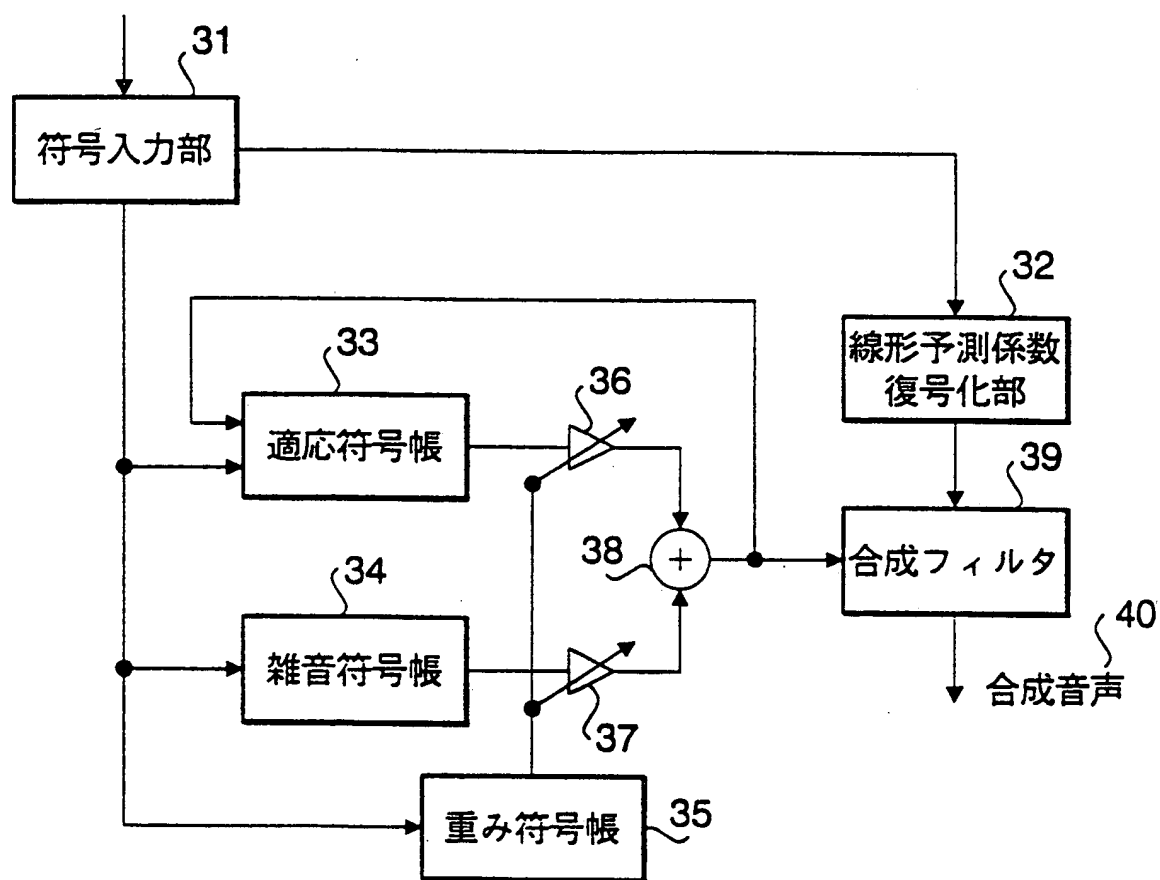 31
符号入力部
32
線形予測係数
復号化部
33
適応符号帳
36
39
合成フィルタ
38
+
34
雑音符号帳
37
40
合成音声
重み符号帳
35